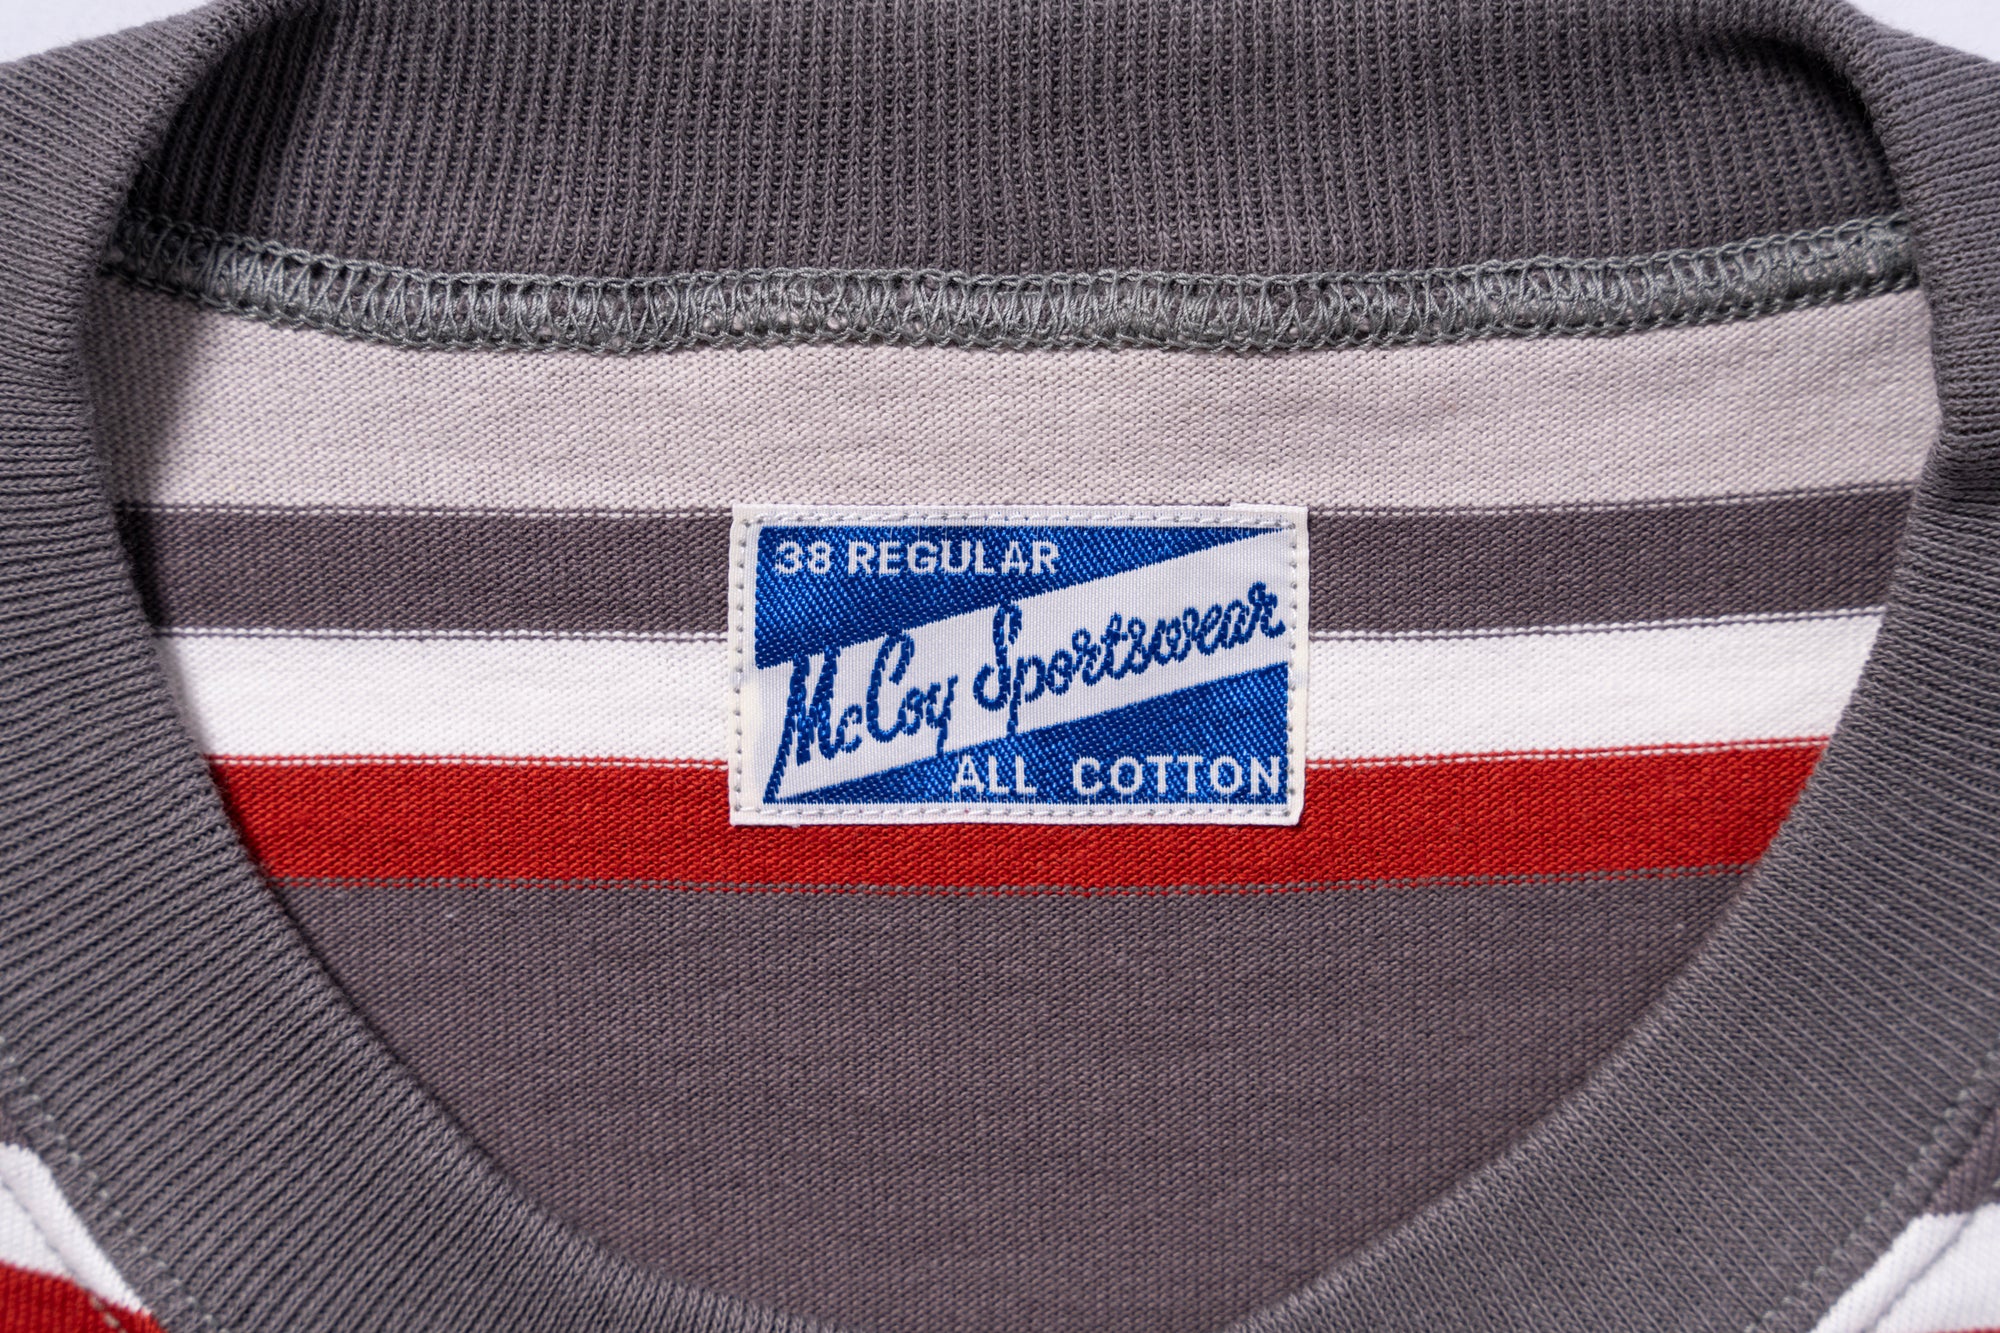 38 REGULAR
McCoy Sportswear
ALL COTTON